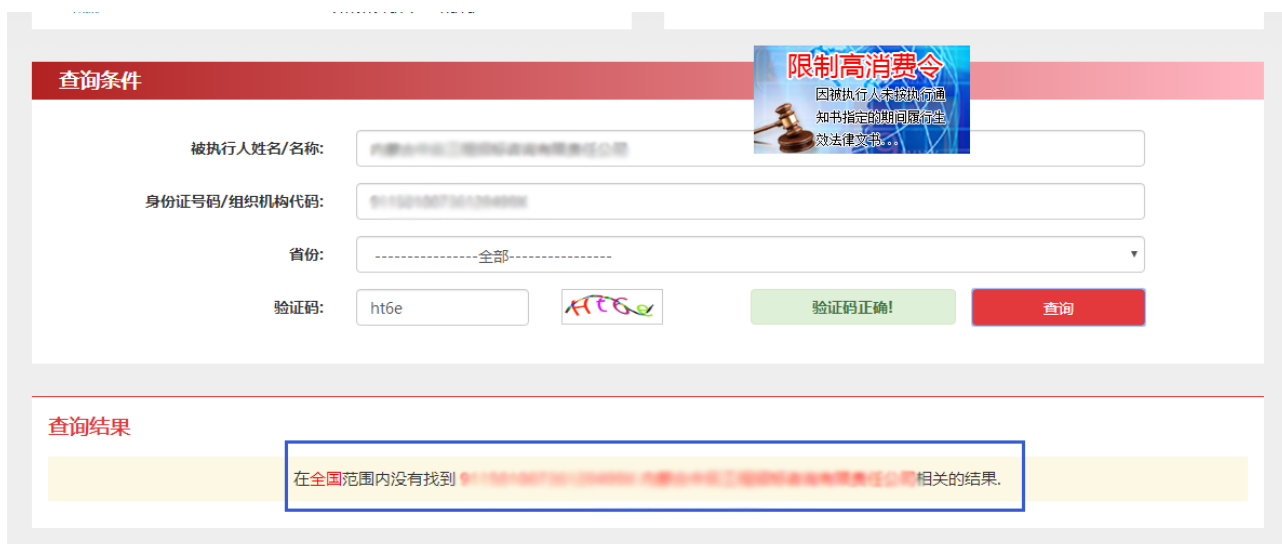 查询条件
限制高消费令
因被执行人未按执行通
知书指定的期间履行生
效法律文书...
被执行人姓名/名称:
身份证号码/组织机构代码:
省份: ----------------全部----------------
验证码: ht6e Ht6e 验证码正确! 查询
查询结果
在全国范围内没有找到 相关的结果.